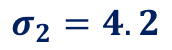 σ₂ = 4.2